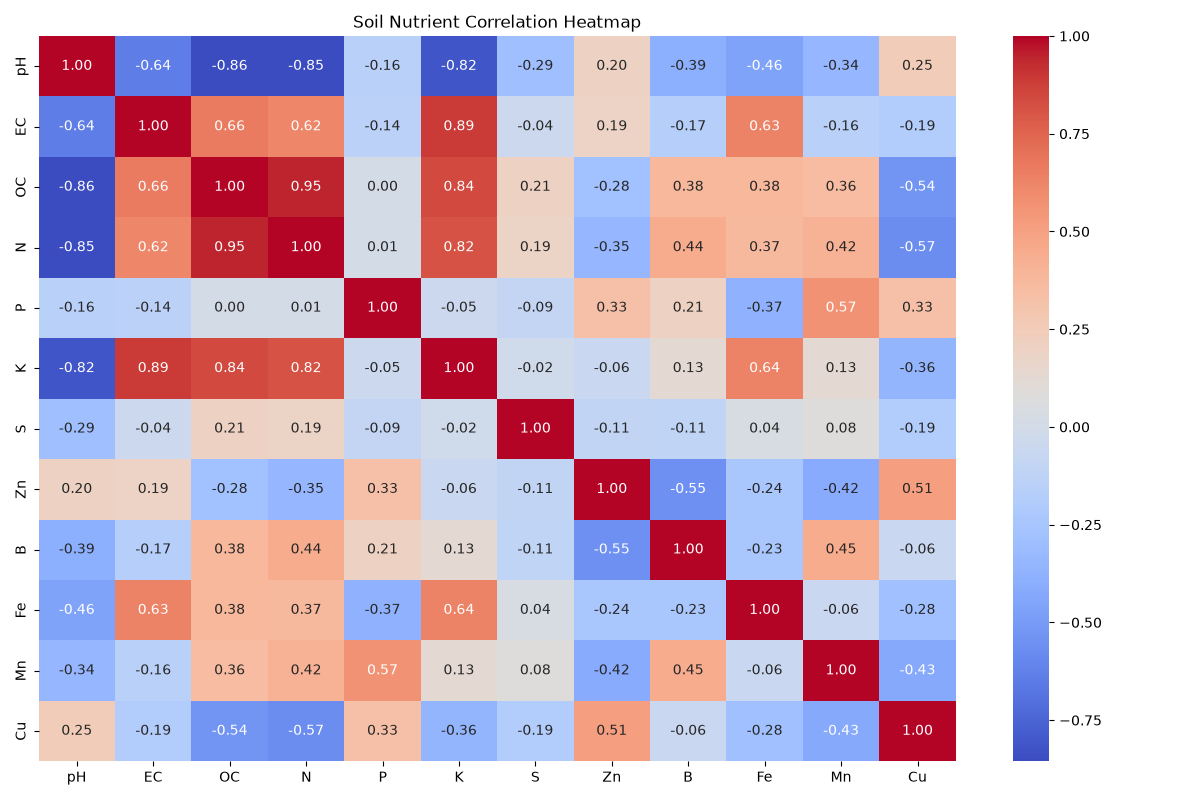 Soil Nutrient Correlation Heatmap
pH 1.00 -0.64 -0.86 -0.85 -0.16 -0.82 -0.29 0.20 -0.39 -0.46 -0.34 0.25
EC -0.64 1.00 0.66 0.62 -0.14 0.89 -0.04 0.19 -0.17 0.63 -0.16 -0.19
OC -0.86 0.66 1.00 0.95 0.00 0.84 0.21 -0.28 0.38 0.38 0.36 -0.54
N -0.85 0.62 0.95 1.00 0.01 0.82 0.19 -0.35 0.44 0.37 0.42 -0.57
P -0.16 -0.14 0.00 0.01 1.00 -0.05 -0.09 0.33 0.21 -0.37 0.57 0.33
K -0.82 0.89 0.84 0.82 -0.05 1.00 -0.02 -0.06 0.13 0.64 0.13 -0.36
S -0.29 -0.04 0.21 0.19 -0.09 -0.02 1.00 -0.11 -0.11 0.04 0.08 -0.19
Zn 0.20 0.19 -0.28 -0.35 0.33 -0.06 -0.11 1.00 -0.55 -0.24 -0.42 0.51
B -0.39 -0.17 0.38 0.44 0.21 0.13 -0.11 -0.55 1.00 -0.23 0.45 -0.06
Fe -0.46 0.63 0.38 0.37 -0.37 0.64 0.04 -0.24 -0.23 1.00 -0.06 -0.28
Mn -0.34 -0.16 0.36 0.42 0.57 0.13 0.08 -0.42 0.45 -0.06 1.00 -0.43
Cu 0.25 -0.19 -0.54 -0.57 0.33 -0.36 -0.19 0.51 -0.06 -0.28 -0.43 1.00
pH EC OC N P K S Zn B Fe Mn Cu
1.00
0.75
0.50
0.25
0.00
−0.25
−0.50
−0.75